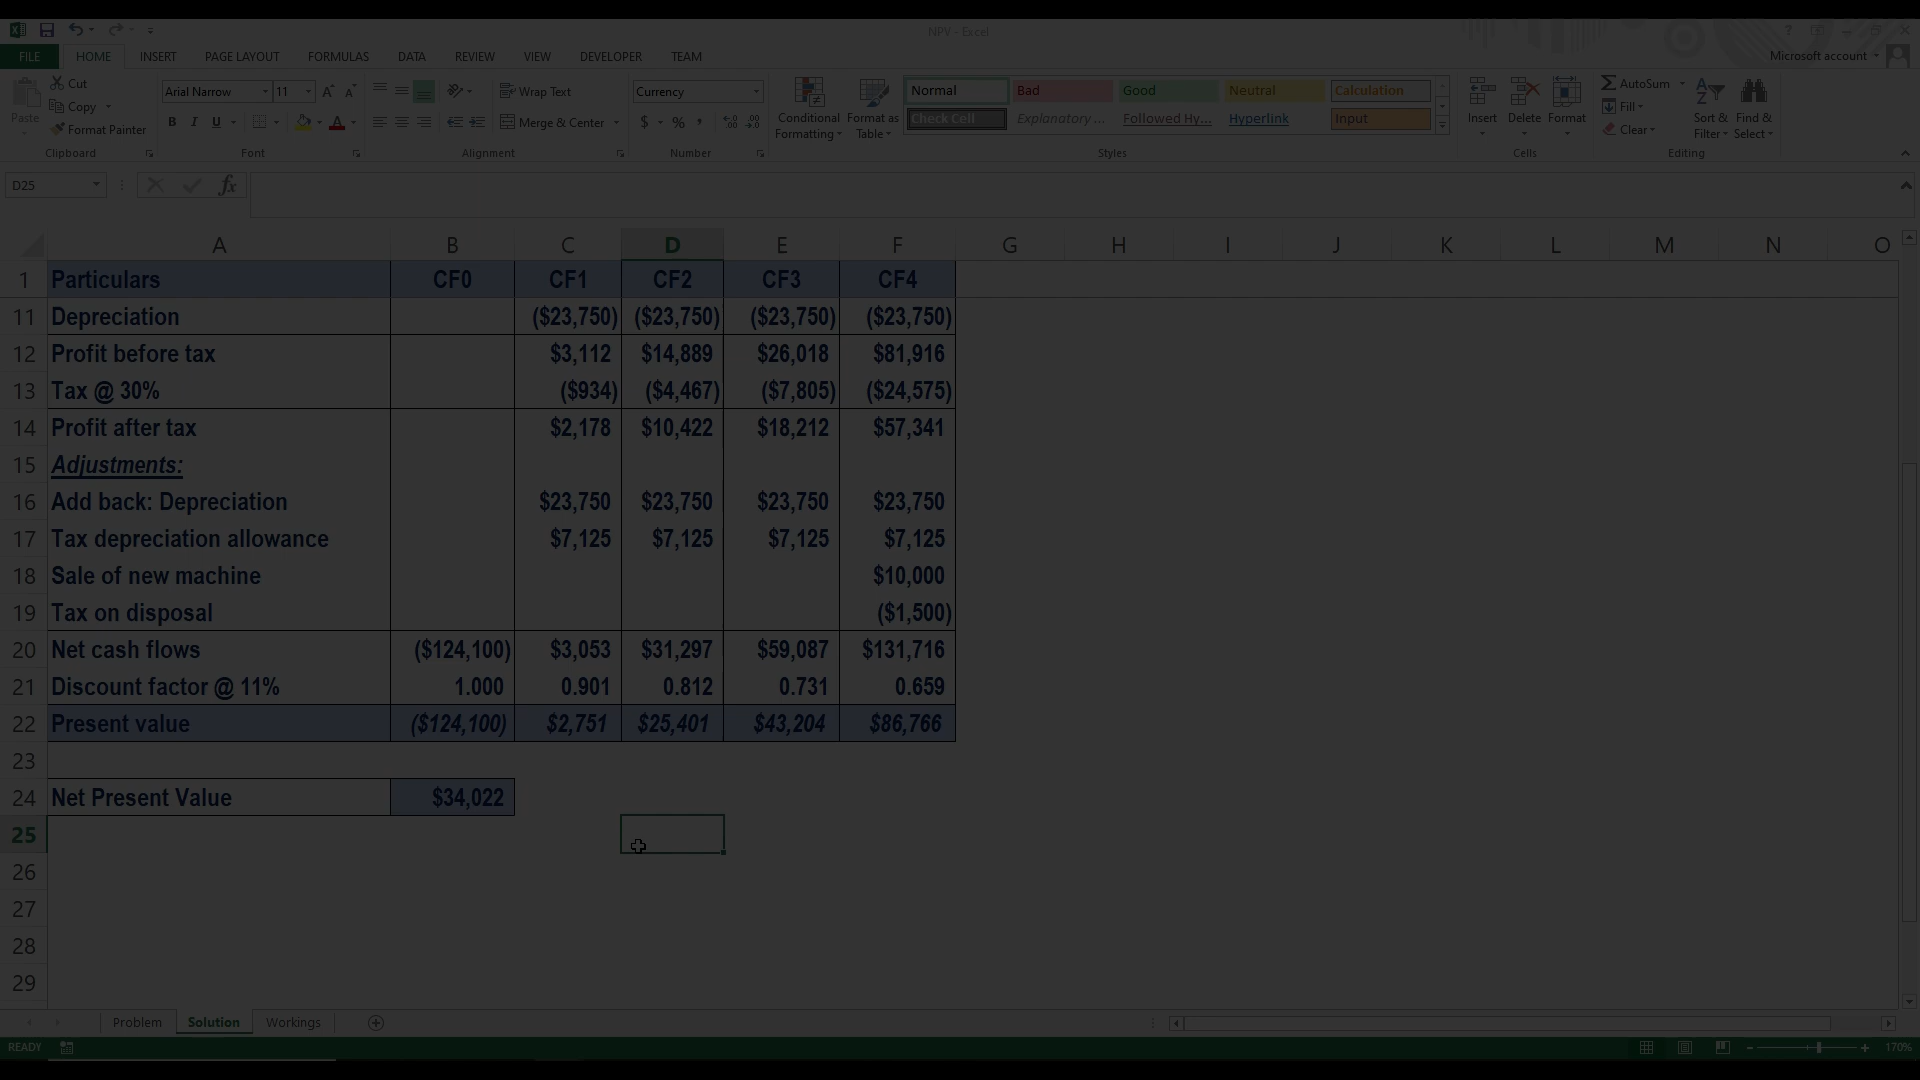 NPV - Excel
FILE HOME INSERT PAGE LAYOUT FORMULAS DATA REVIEW VIEW DEVELOPER TEAM Microsoft account
Paste Cut Copy Format Painter Clipboard
Arial Narrow 11 B I U A Font
Wrap Text Merge & Center Alignment
Currency $ % , Number
Conditional Formatting Format as Table
Normal Bad Good Neutral Calculation
Check Cell Explanatory ... Followed Hy... Hyperlink Input
Styles
Insert Delete Format Cells
AutoSum Fill Clear Sort & Filter Find & Select Editing
D25 fx
A B C D E F G H I J K L M N O
1 Particulars CF0 CF1 CF2 CF3 CF4
11 Depreciation ($23,750) ($23,750) ($23,750) ($23,750)
12 Profit before tax $3,112 $14,889 $26,018 $81,916
13 Tax @ 30% ($934) ($4,467) ($7,805) ($24,575)
14 Profit after tax $2,178 $10,422 $18,212 $57,341
15 Adjustments:
16 Add back: Depreciation $23,750 $23,750 $23,750 $23,750
17 Tax depreciation allowance $7,125 $7,125 $7,125 $7,125
18 Sale of new machine $10,000
19 Tax on disposal ($1,500)
20 Net cash flows ($124,100) $3,053 $31,297 $59,087 $131,716
21 Discount factor @ 11% 1.000 0.901 0.812 0.731 0.659
22 Present value ($124,100) $2,751 $25,401 $43,204 $86,766
23
24 Net Present Value $34,022
25
26
27
28
29
Problem Solution Workings
READY 170%